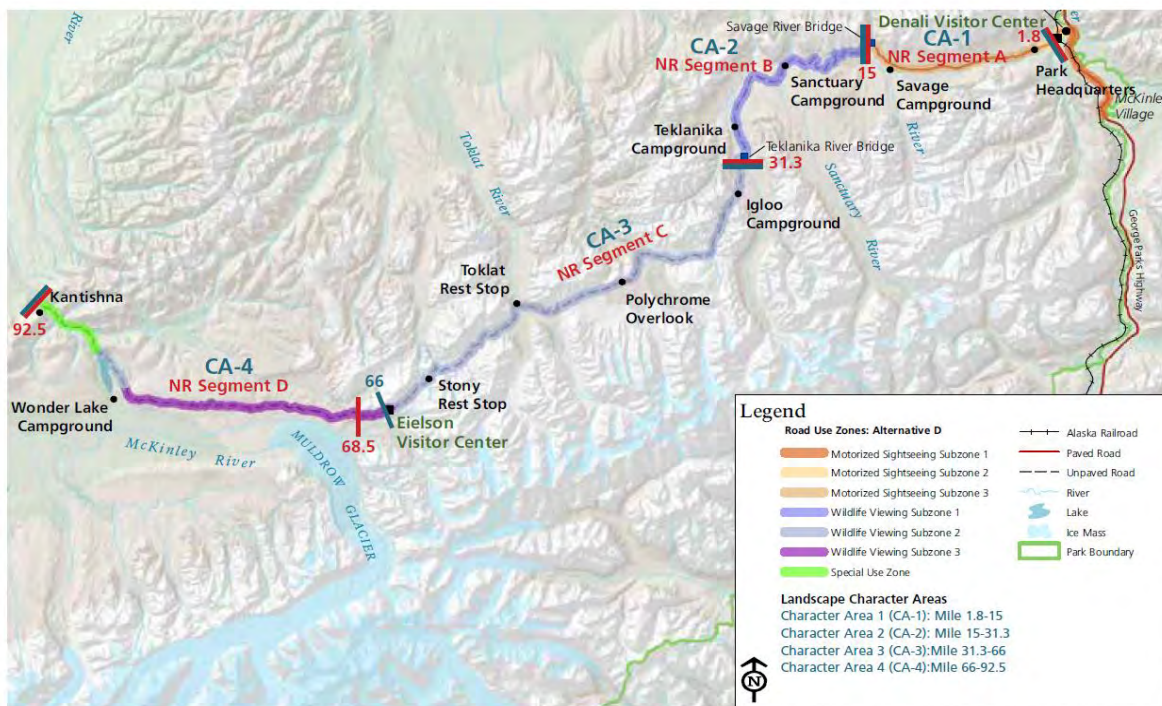 River
Savage River Bridge
Denali Visitor Center
CA-2
NR Segment B
CA-1
NR Segment A
1.8
15
Sanctuary
Campground
Savage
Campground
Park
Headquarters
McKinley
Village
River
Teklanika
Campground
Teklanika River Bridge
31.3
Toklat
River
Sanctuary
River
Igloo
Campground
George Parks Highway
CA-3
NR Segment C
Toklat
Rest Stop
Polychrome
Overlook
Kantishna
92.5
CA-4
NR Segment D
66
Stony
Rest Stop
Wonder Lake
Campground
Eielson
Visitor Center
68.5
McKinley River
MULDROW
GLACIER
Legend
Road Use Zones: Alternative D
Motorized Sightseeing Subzone 1
Motorized Sightseeing Subzone 2
Motorized Sightseeing Subzone 3
Wildlife Viewing Subzone 1
Wildlife Viewing Subzone 2
Wildlife Viewing Subzone 3
Special Use Zone
Alaska Railroad
Paved Road
Unpaved Road
River
Lake
Ice Mass
Park Boundary
Landscape Character Areas
Character Area 1 (CA-1): Mile 1.8-15
Character Area 2 (CA-2): Mile 15-31.3
Character Area 3 (CA-3):Mile 31.3-66
Character Area 4 (CA-4):Mile 66-92.5
N